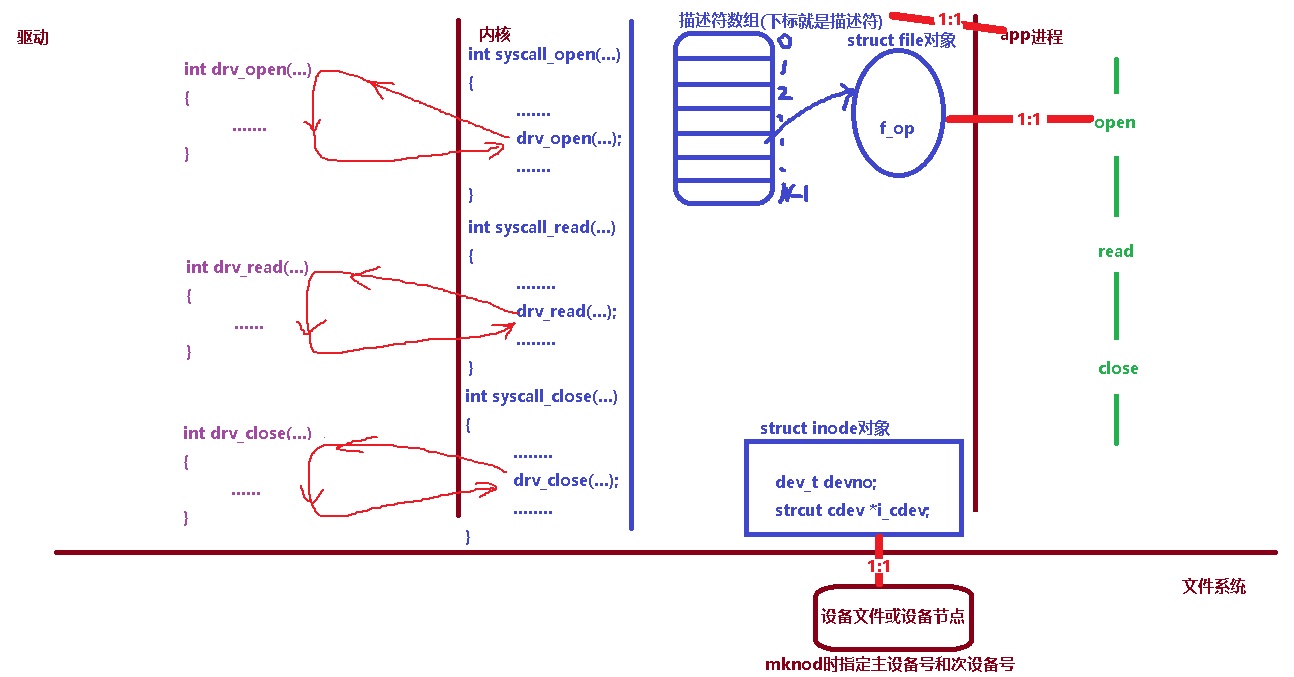 驱动
int drv_open(...)
{
.......
}
int drv_read(...)
{
......
}
int drv_close(...)
{
......
}
内核
int syscall_open(...)
{
.......
drv_open(...);
.......
}
int syscall_read(...)
{
........
drv_read(...);
........
}
int syscall_close(...)
{
........
drv_close(...);
........
}
描述符数组(下标就是描述符)
0
1
2
.
.
.
N-1
struct file对象
f_op
1:1
app进程
1:1
open
read
close
struct inode对象
dev_t devno;
strcut cdev *i_cdev;
1:1
文件系统
设备文件或设备节点
mknod时指定主设备号和次设备号